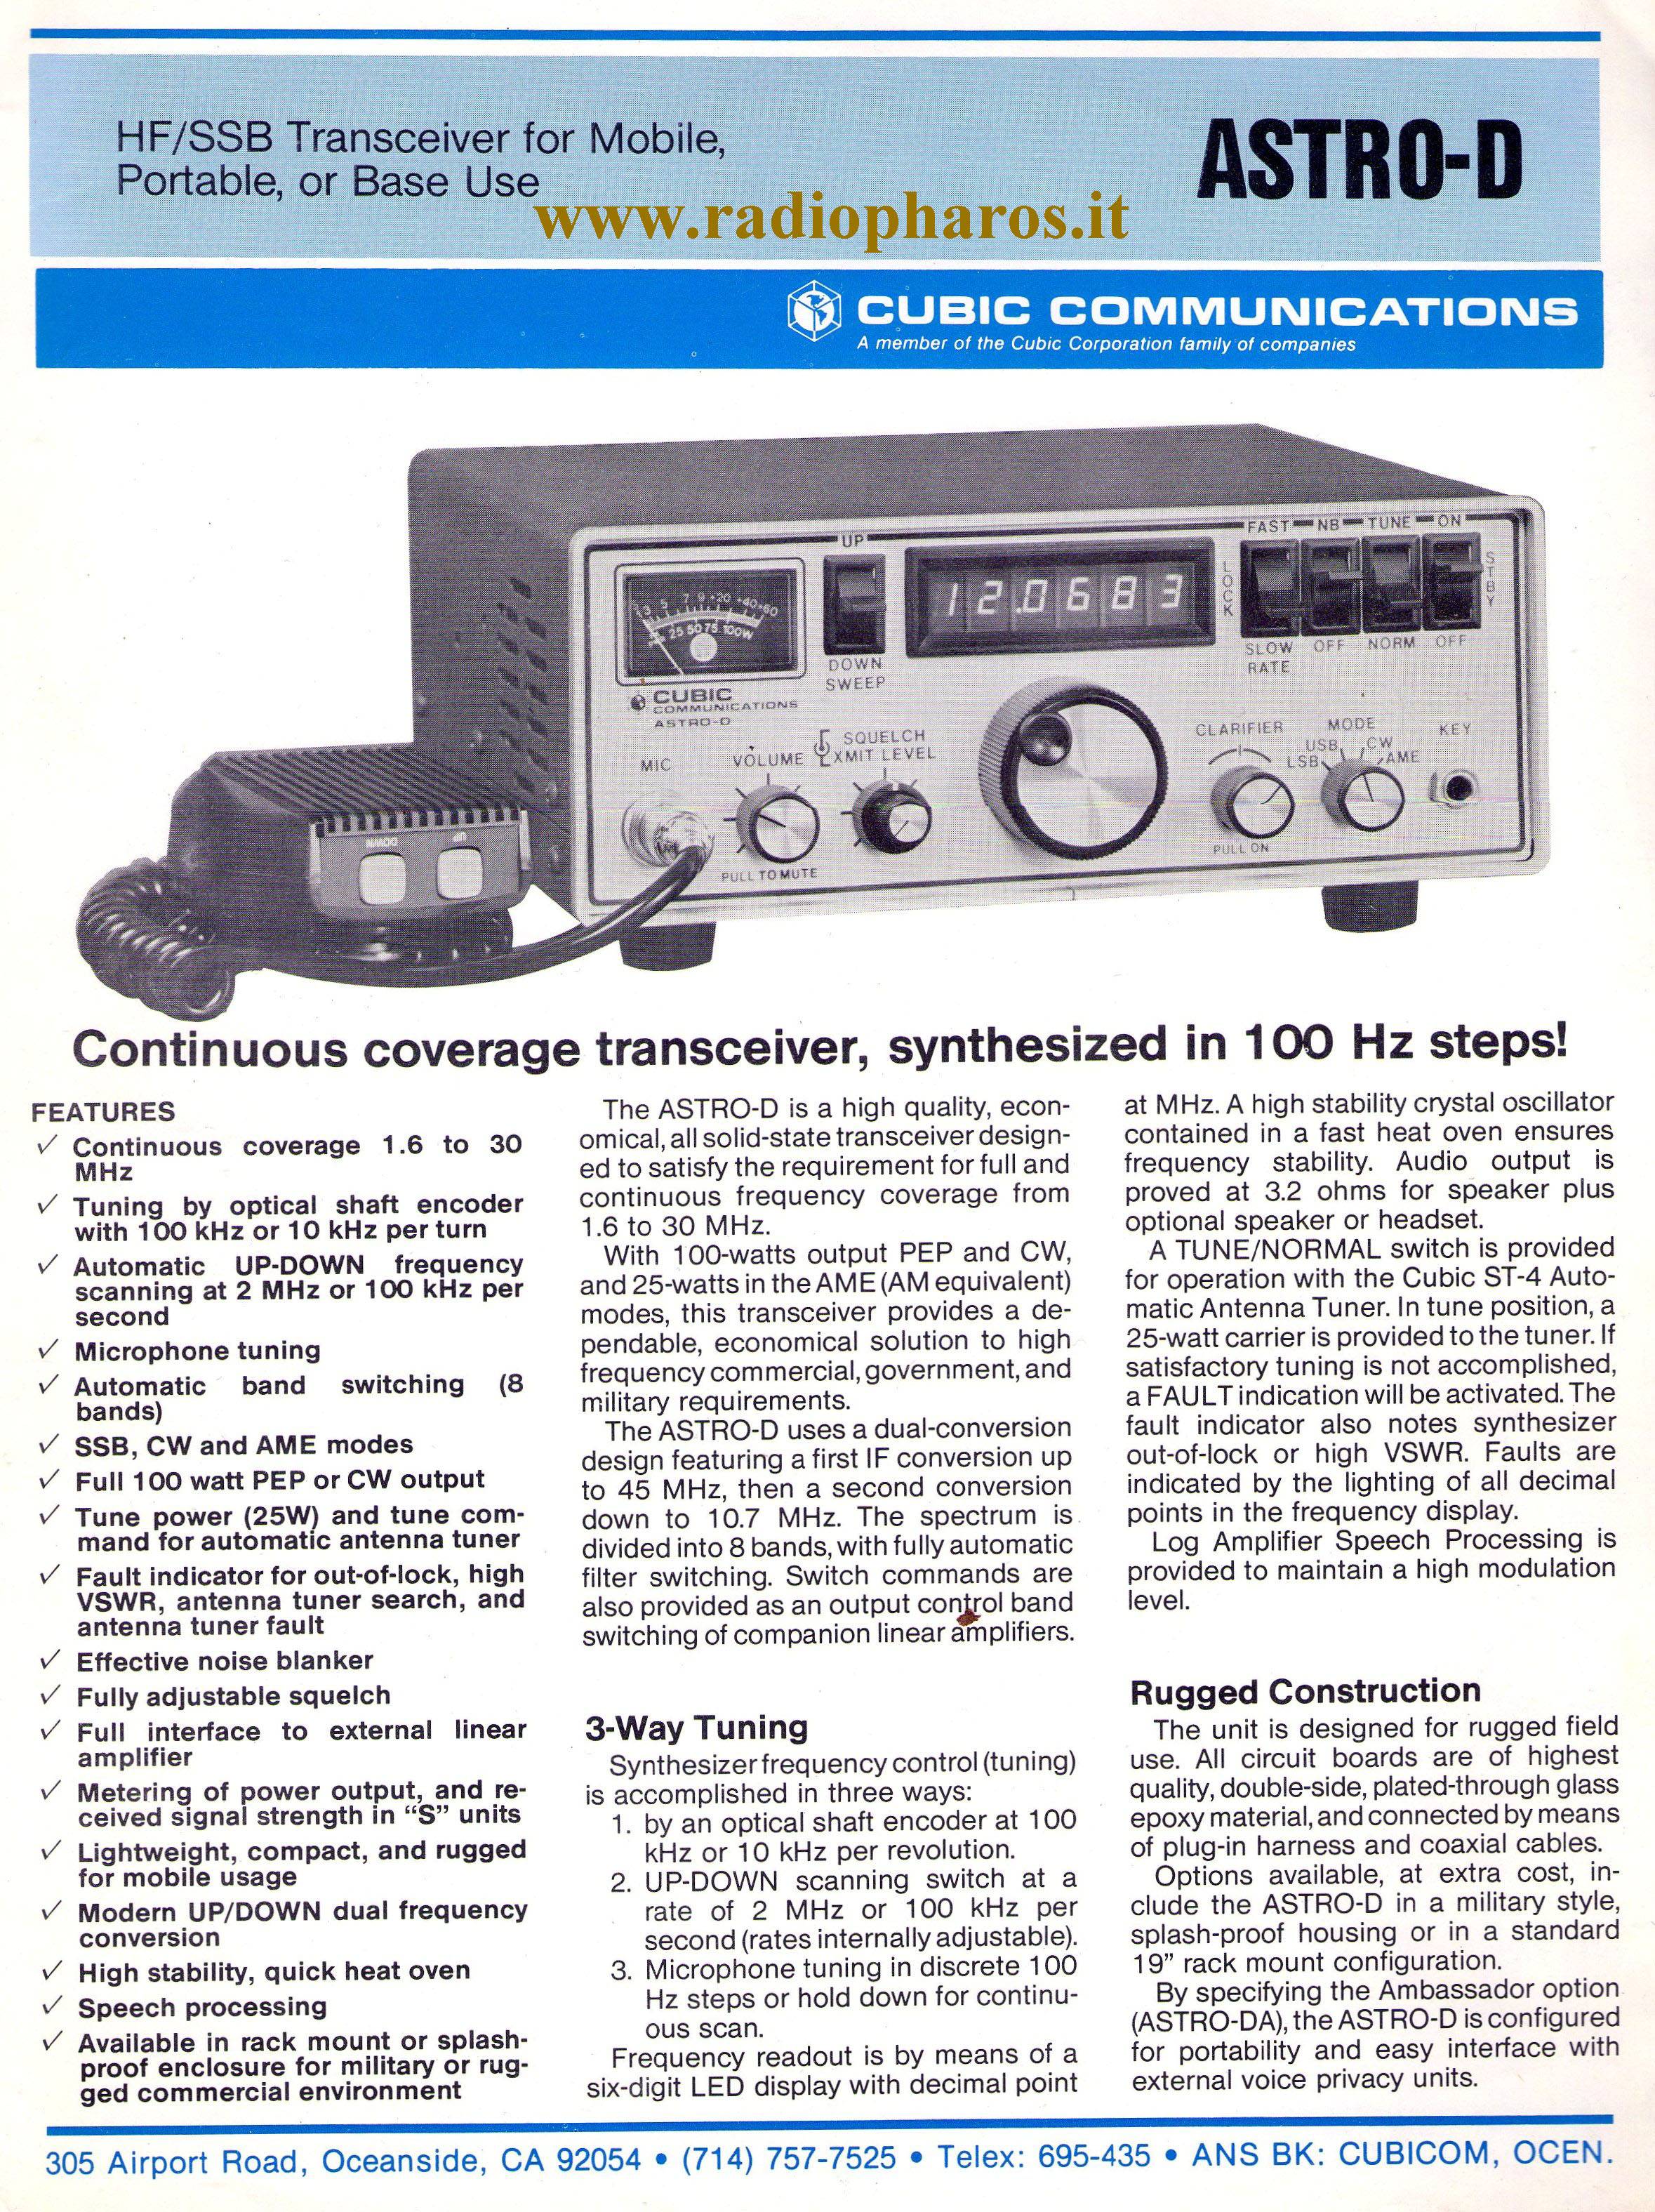 HF/SSB Transceiver for Mobile,
Portable, or Base Use
ASTRO-D
www.radiopharos.it
CUBIC COMMUNICATIONS
A member of the Cubic Corporation family of companies
UP
DOWN
SWEEP
3 5 7 9 +20 +40 +60
25 50 75 100W
12.0683
LOCK
FAST NB TUNE ON
STBY
SLOW OFF NORM OFF
RATE
CUBIC
COMMUNICATIONS
ASTRO-D
MIC
VOLUME
SQUELCH
XMIT LEVEL
PULL TO MUTE
CLARIFIER
PULL ON
MODE
USB CW
LSB AME
KEY
DOWN UP
Continuous coverage transceiver, synthesized in 100 Hz steps!
FEATURES
✓ Continuous coverage 1.6 to 30
MHz
✓ Tuning by optical shaft encoder
with 100 kHz or 10 kHz per turn
✓ Automatic UP-DOWN frequency
scanning at 2 MHz or 100 kHz per
second
✓ Microphone tuning
✓ Automatic band switching (8
bands)
✓ SSB, CW and AME modes
✓ Full 100 watt PEP or CW output
✓ Tune power (25W) and tune com-
mand for automatic antenna tuner
✓ Fault indicator for out-of-lock, high
VSWR, antenna tuner search, and
antenna tuner fault
✓ Effective noise blanker
✓ Fully adjustable squelch
✓ Full interface to external linear
amplifier
✓ Metering of power output, and re-
ceived signal strength in “S” units
✓ Lightweight, compact, and rugged
for mobile usage
✓ Modern UP/DOWN dual frequency
conversion
✓ High stability, quick heat oven
✓ Speech processing
✓ Available in rack mount or splash-
proof enclosure for military or rug-
ged commercial environment
The ASTRO-D is a high quality, econ-
omical, all solid-state transceiver design-
ed to satisfy the requirement for full and
continuous frequency coverage from
1.6 to 30 MHz.
With 100-watts output PEP and CW,
and 25-watts in the AME (AM equivalent)
modes, this transceiver provides a de-
pendable, economical solution to high
frequency commercial, government, and
military requirements.
The ASTRO-D uses a dual-conversion
design featuring a first IF conversion up
to 45 MHz, then a second conversion
down to 10.7 MHz. The spectrum is
divided into 8 bands, with fully automatic
filter switching. Switch commands are
also provided as an output control band
switching of companion linear amplifiers.
3-Way Tuning
Synthesizer frequency control (tuning)
is accomplished in three ways:
1. by an optical shaft encoder at 100
kHz or 10 kHz per revolution.
2. UP-DOWN scanning switch at a
rate of 2 MHz or 100 kHz per
second (rates internally adjustable).
3. Microphone tuning in discrete 100
Hz steps or hold down for continu-
ous scan.
Frequency readout is by means of a
six-digit LED display with decimal point
at MHz. A high stability crystal oscillator
contained in a fast heat oven ensures
frequency stability. Audio output is
proved at 3.2 ohms for speaker plus
optional speaker or headset.
A TUNE/NORMAL switch is provided
for operation with the Cubic ST-4 Auto-
matic Antenna Tuner. In tune position, a
25-watt carrier is provided to the tuner. If
satisfactory tuning is not accomplished,
a FAULT indication will be activated. The
fault indicator also notes synthesizer
out-of-lock or high VSWR. Faults are
indicated by the lighting of all decimal
points in the frequency display.
Log Amplifier Speech Processing is
provided to maintain a high modulation
level.
Rugged Construction
The unit is designed for rugged field
use. All circuit boards are of highest
quality, double-side, plated-through glass
epoxy material, and connected by means
of plug-in harness and coaxial cables.
Options available, at extra cost, in-
clude the ASTRO-D in a military style,
splash-proof housing or in a standard
19” rack mount configuration.
By specifying the Ambassador option
(ASTRO-DA), the ASTRO-D is configured
for portability and easy interface with
external voice privacy units.
305 Airport Road, Oceanside, CA 92054 • (714) 757-7525 • Telex: 695-435 • ANS BK: CUBICOM, OCEN.